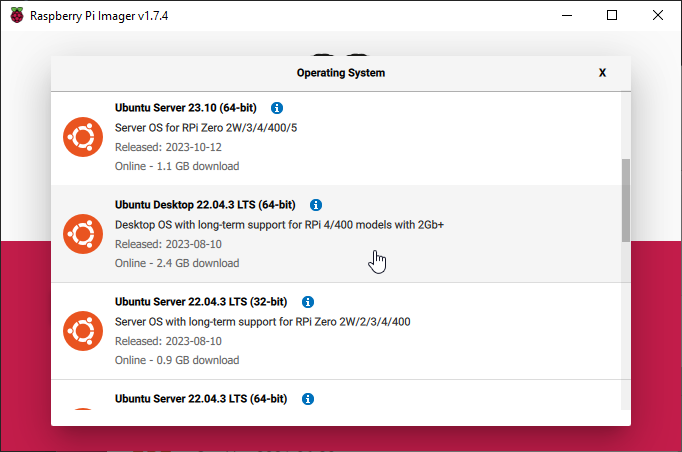 Raspberry Pi Imager v1.7.4
Operating System
X
Ubuntu Server 23.10 (64-bit)
Server OS for RPi Zero 2W/3/4/400/5
Released: 2023-10-12
Online - 1.1 GB download
Ubuntu Desktop 22.04.3 LTS (64-bit)
Desktop OS with long-term support for RPi 4/400 models with 2Gb+
Released: 2023-08-10
Online - 2.4 GB download
Ubuntu Server 22.04.3 LTS (32-bit)
Server OS with long-term support for RPi Zero 2W/2/3/4/400
Released: 2023-08-10
Online - 0.9 GB download
Ubuntu Server 22.04.3 LTS (64-bit)